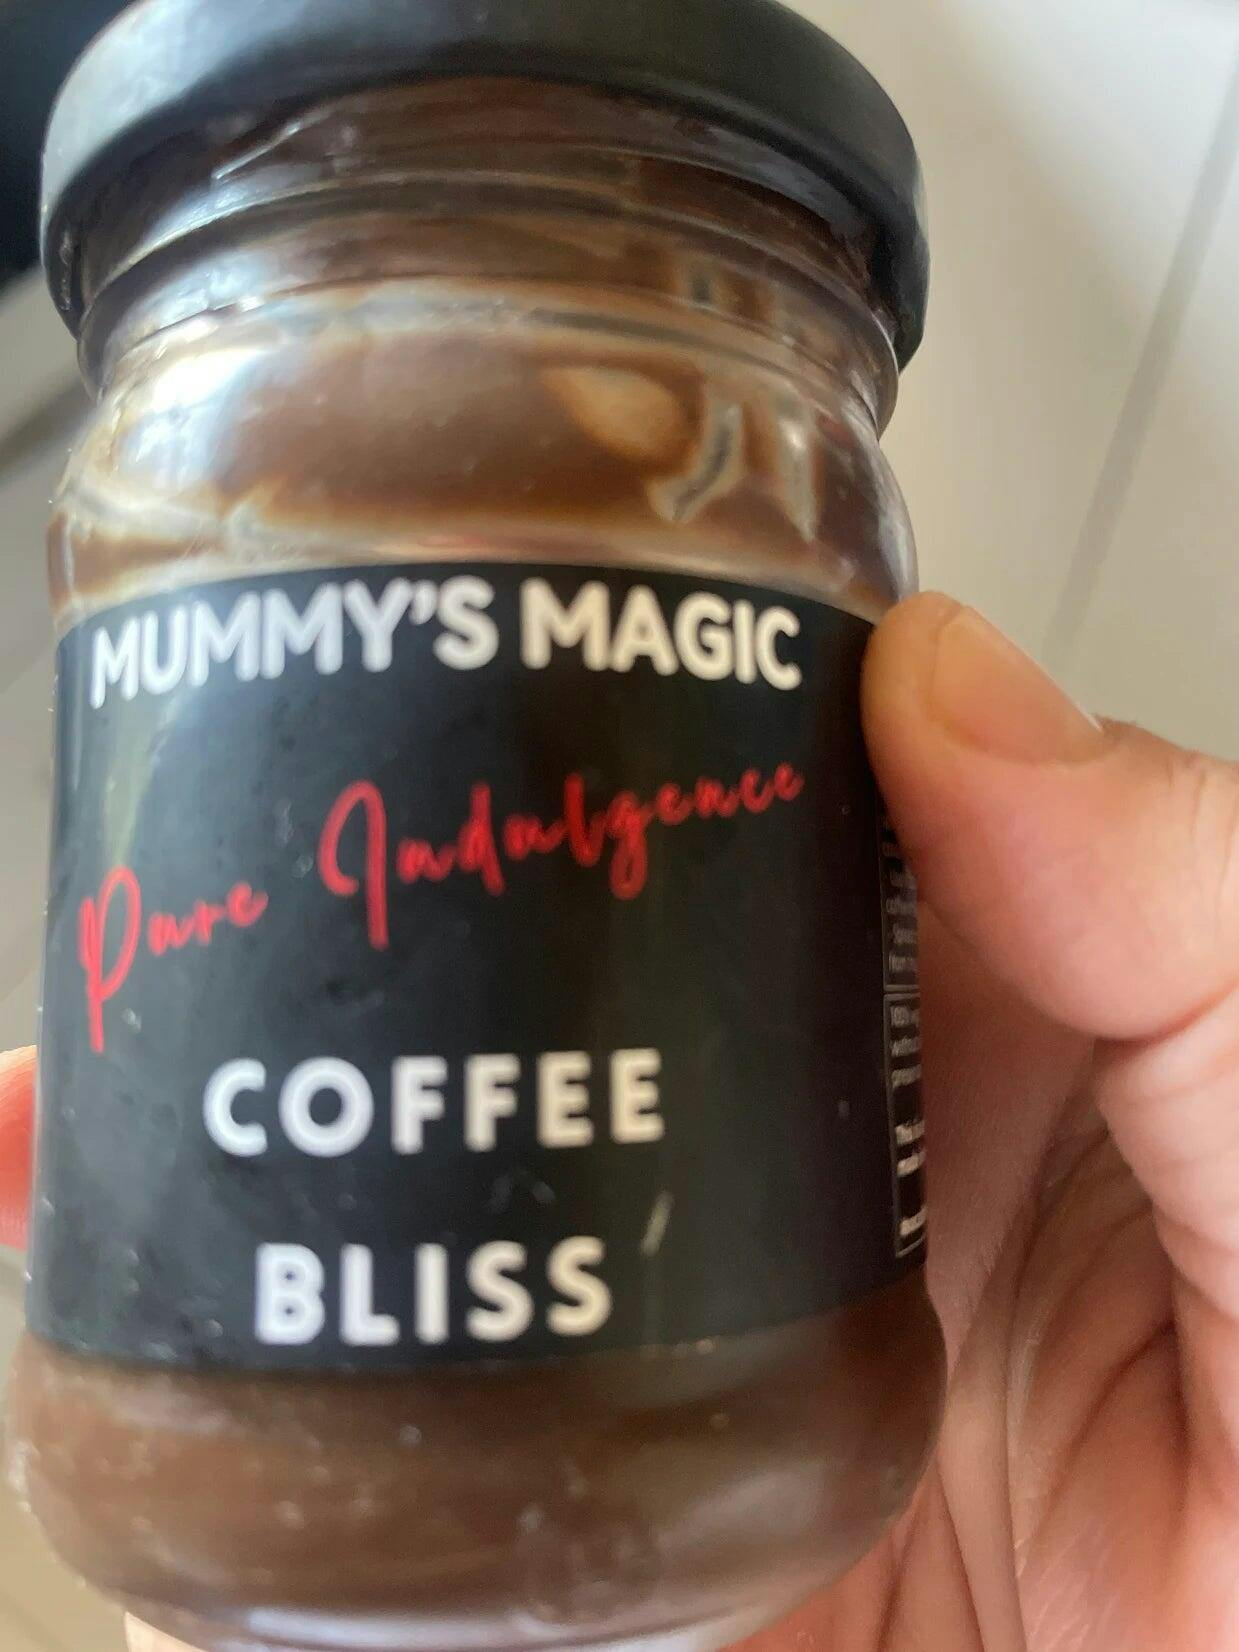 MUMMY'S MAGIC
Pure Indulgence
COFFEE
BLISS